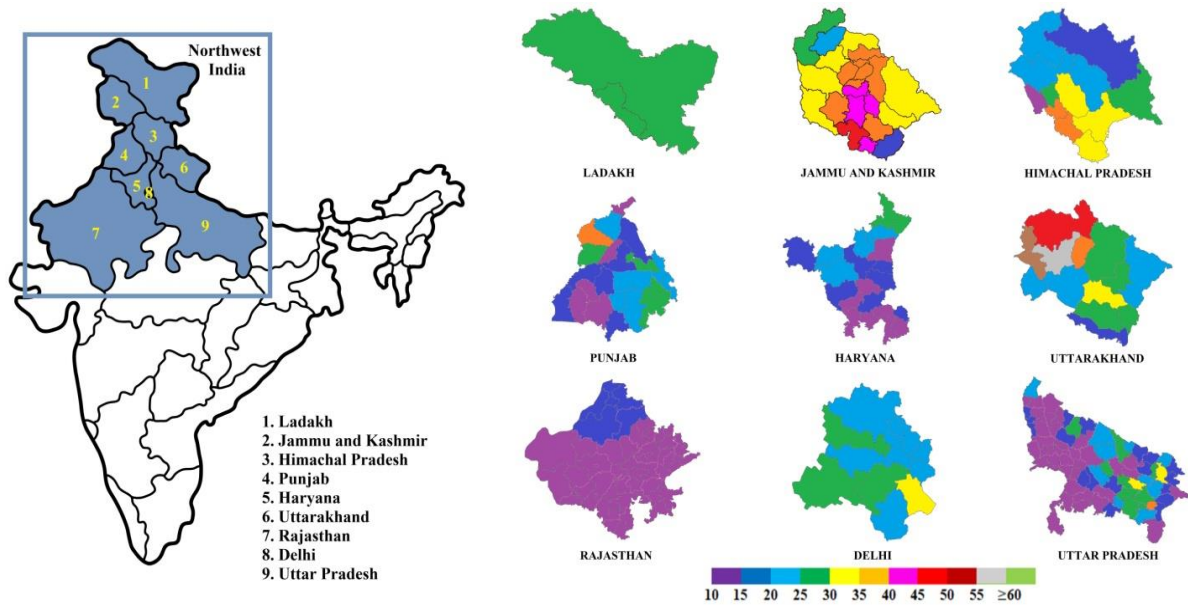 Northwest
India
1
2
3
4
5
6
7
8
9
1. Ladakh
2. Jammu and Kashmir
3. Himachal Pradesh
4. Punjab
5. Haryana
6. Uttarakhand
7. Rajasthan
8. Delhi
9. Uttar Pradesh
LADAKH
JAMMU AND KASHMIR
HIMACHAL PRADESH
PUNJAB
HARYANA
UTTARAKHAND
RAJASTHAN
DELHI
UTTAR PRADESH
10 15 20 25 30 35 40 45 50 55 ≥60